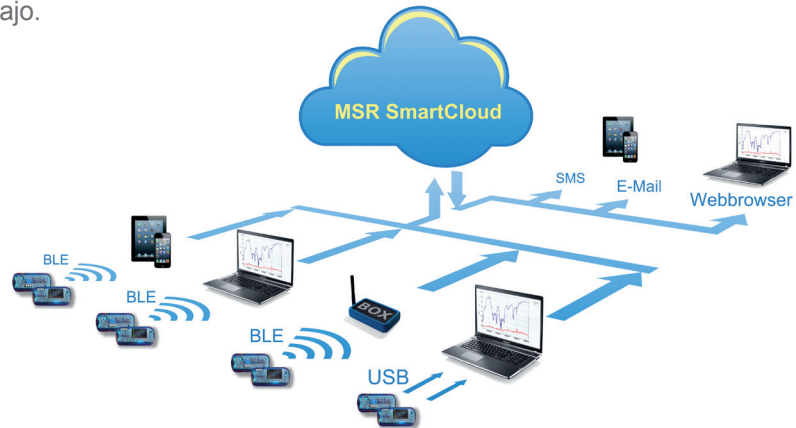 ajo.
MSR SmartCloud
SMS
E-Mail
Webbrowser
BLE
BLE
BLE
BOX
USB